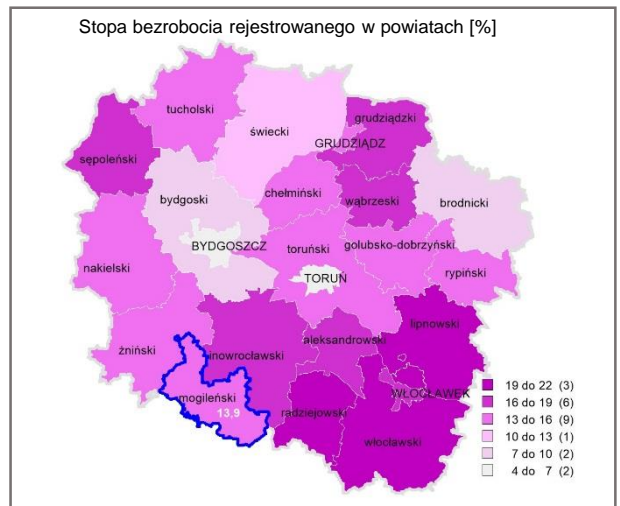 Stopa bezrobocia rejestrowanego w powiatach [%]
tucholski
grudziądzki
świecki
GRUDZIĄDZ
sępoleński
chełmiński
wąbrzeski
brodnicki
bydgoski
BYDGOSZCZ
toruński
golubsko-dobrzyński
nakielski
TORUŃ
rypiński
lipnowski
żniński
inowrocławski
aleksandrowski
mogileński
13,9
radziejowski
WŁOCŁAWEK
włocławski
19 do 22 (3)
16 do 19 (6)
13 do 16 (9)
10 do 13 (1)
7 do 10 (2)
4 do 7 (2)